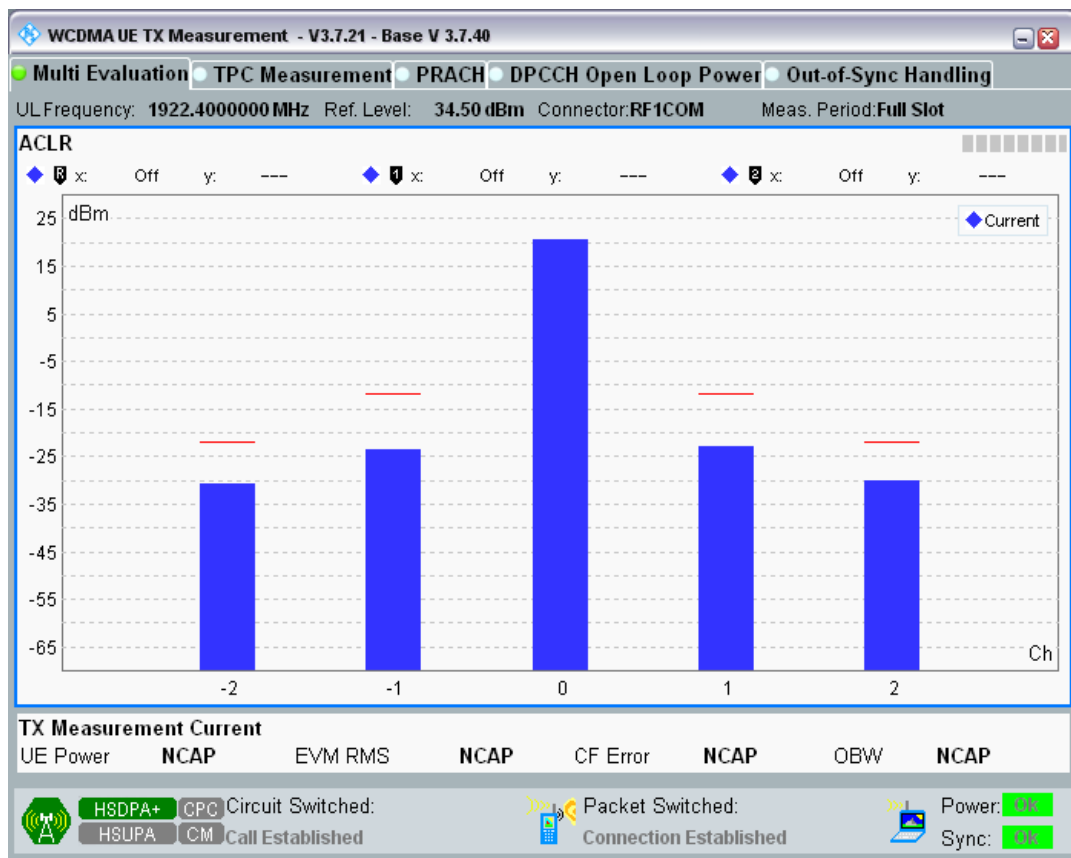 WCDMA UE TX Measurement - V3.7.21 - Base V 3.7.40
Multi Evaluation TPC Measurement PRACH DPCCH Open Loop Power Out-of-Sync Handling
UL Frequency: 1922.4000000 MHz Ref. Level: 34.50 dBm Connector:RF1COM Meas. Period:Full Slot
ACLR
R x: Off y: --- 1 x: Off y: --- 2 x: Off y: ---
dBm
Current
25
15
5
-5
-15
-25
-35
-45
-55
-65
Ch
-2 -1 0 1 2
TX Measurement Current
UE Power NCAP EVM RMS NCAP CF Error NCAP OBW NCAP
HSDPA+ CPC Circuit Switched: Packet Switched: Power: OK
HSUPA CM Call Established Connection Established Sync: OK